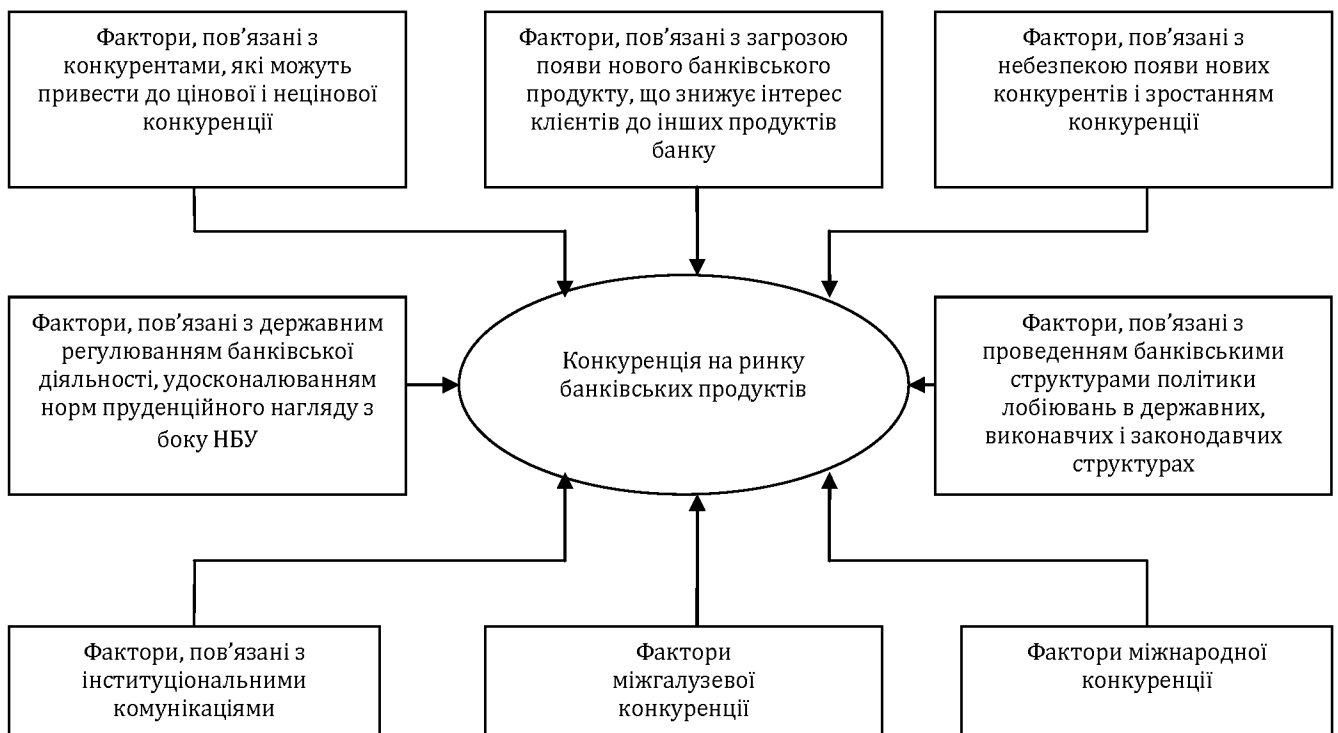 Фактори, пов’язані з
конкурентами, які можуть
привести до цінової і нецінової
конкуренції
Фактори, пов’язані з загрозою
появи нового банківського
продукту, що знижує інтерес
клієнтів до інших продуктів
банку
Фактори, пов’язані з
небезпекою появи нових
конкурентів і зростанням
конкуренції
Фактори, пов’язані з державним
регулюванням банківської
діяльності, удосконалюванням
норм пруденційного нагляду з
боку НБУ
Конкуренція на ринку
банківських продуктів
Фактори, пов’язані з
проведенням банківськими
структурами політики
лобіювань в державних,
виконавчих і законодавчих
структурах
Фактори, пов’язані з
інституціональними
комунікаціями
Фактори
міжгалузевої
конкуренції
Фактори міжнародної
конкуренції